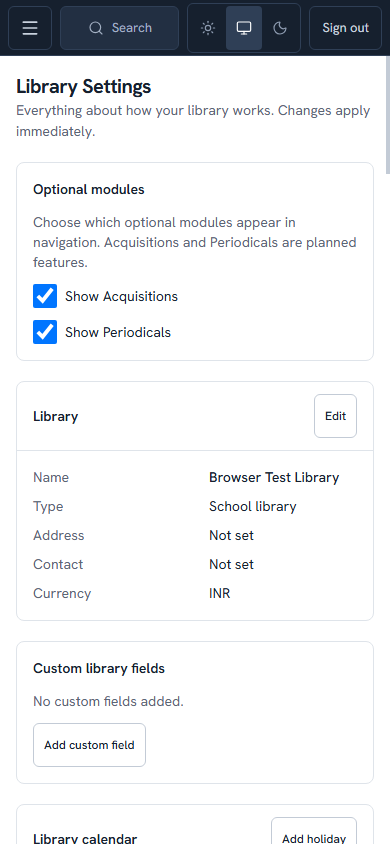 Search
Sign out
Library Settings
Everything about how your library works. Changes apply
immediately.
Optional modules
Choose which optional modules appear in
navigation. Acquisitions and Periodicals are planned
features.
Show Acquisitions
Show Periodicals
Library
Edit
Name Browser Test Library
Type School library
Address Not set
Contact Not set
Currency INR
Custom library fields
No custom fields added.
Add custom field
Library calendar
Add holiday